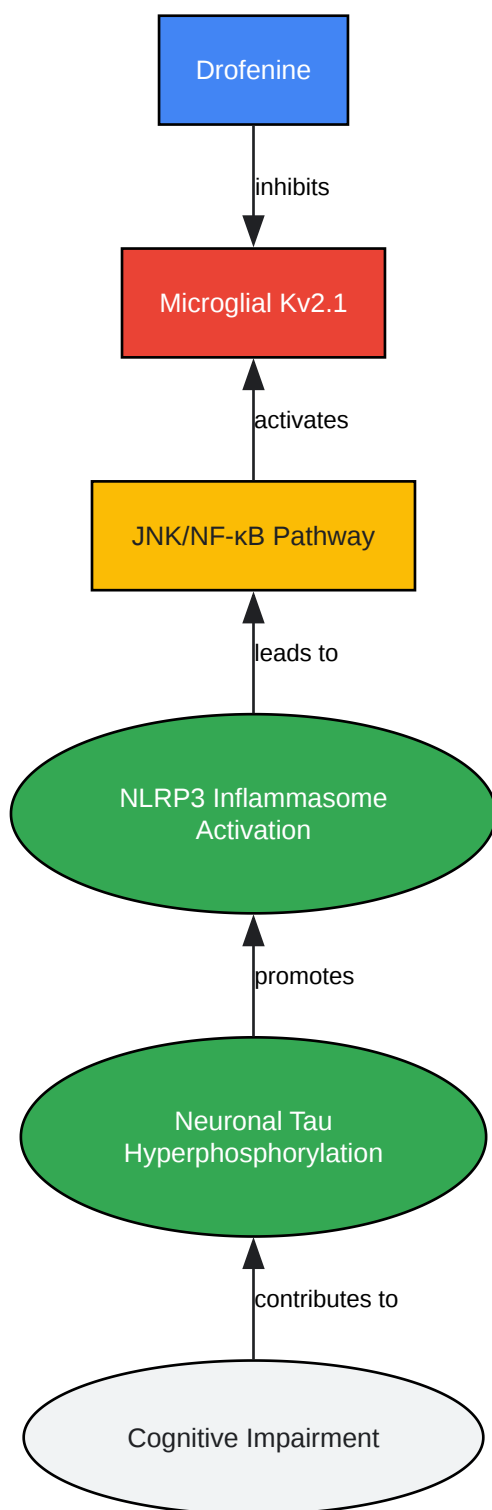 Drofenine
inhibits
Microglial Kv2.1
activates
JNK/NF-κB Pathway
leads to
NLRP3 Inflammasome
Activation
promotes
Neuronal Tau
Hyperphosphorylation
contributes to
Cognitive Impairment